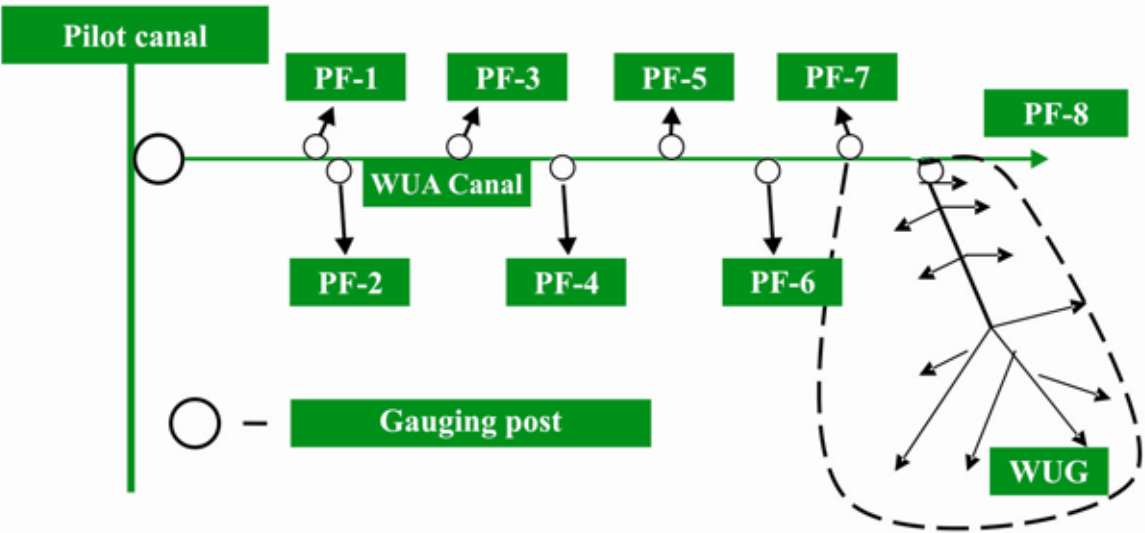 Pilot canal
PF-1
PF-3
PF-5
PF-7
PF-8
WUA Canal
PF-2
PF-4
PF-6
– Gauging post
WUG